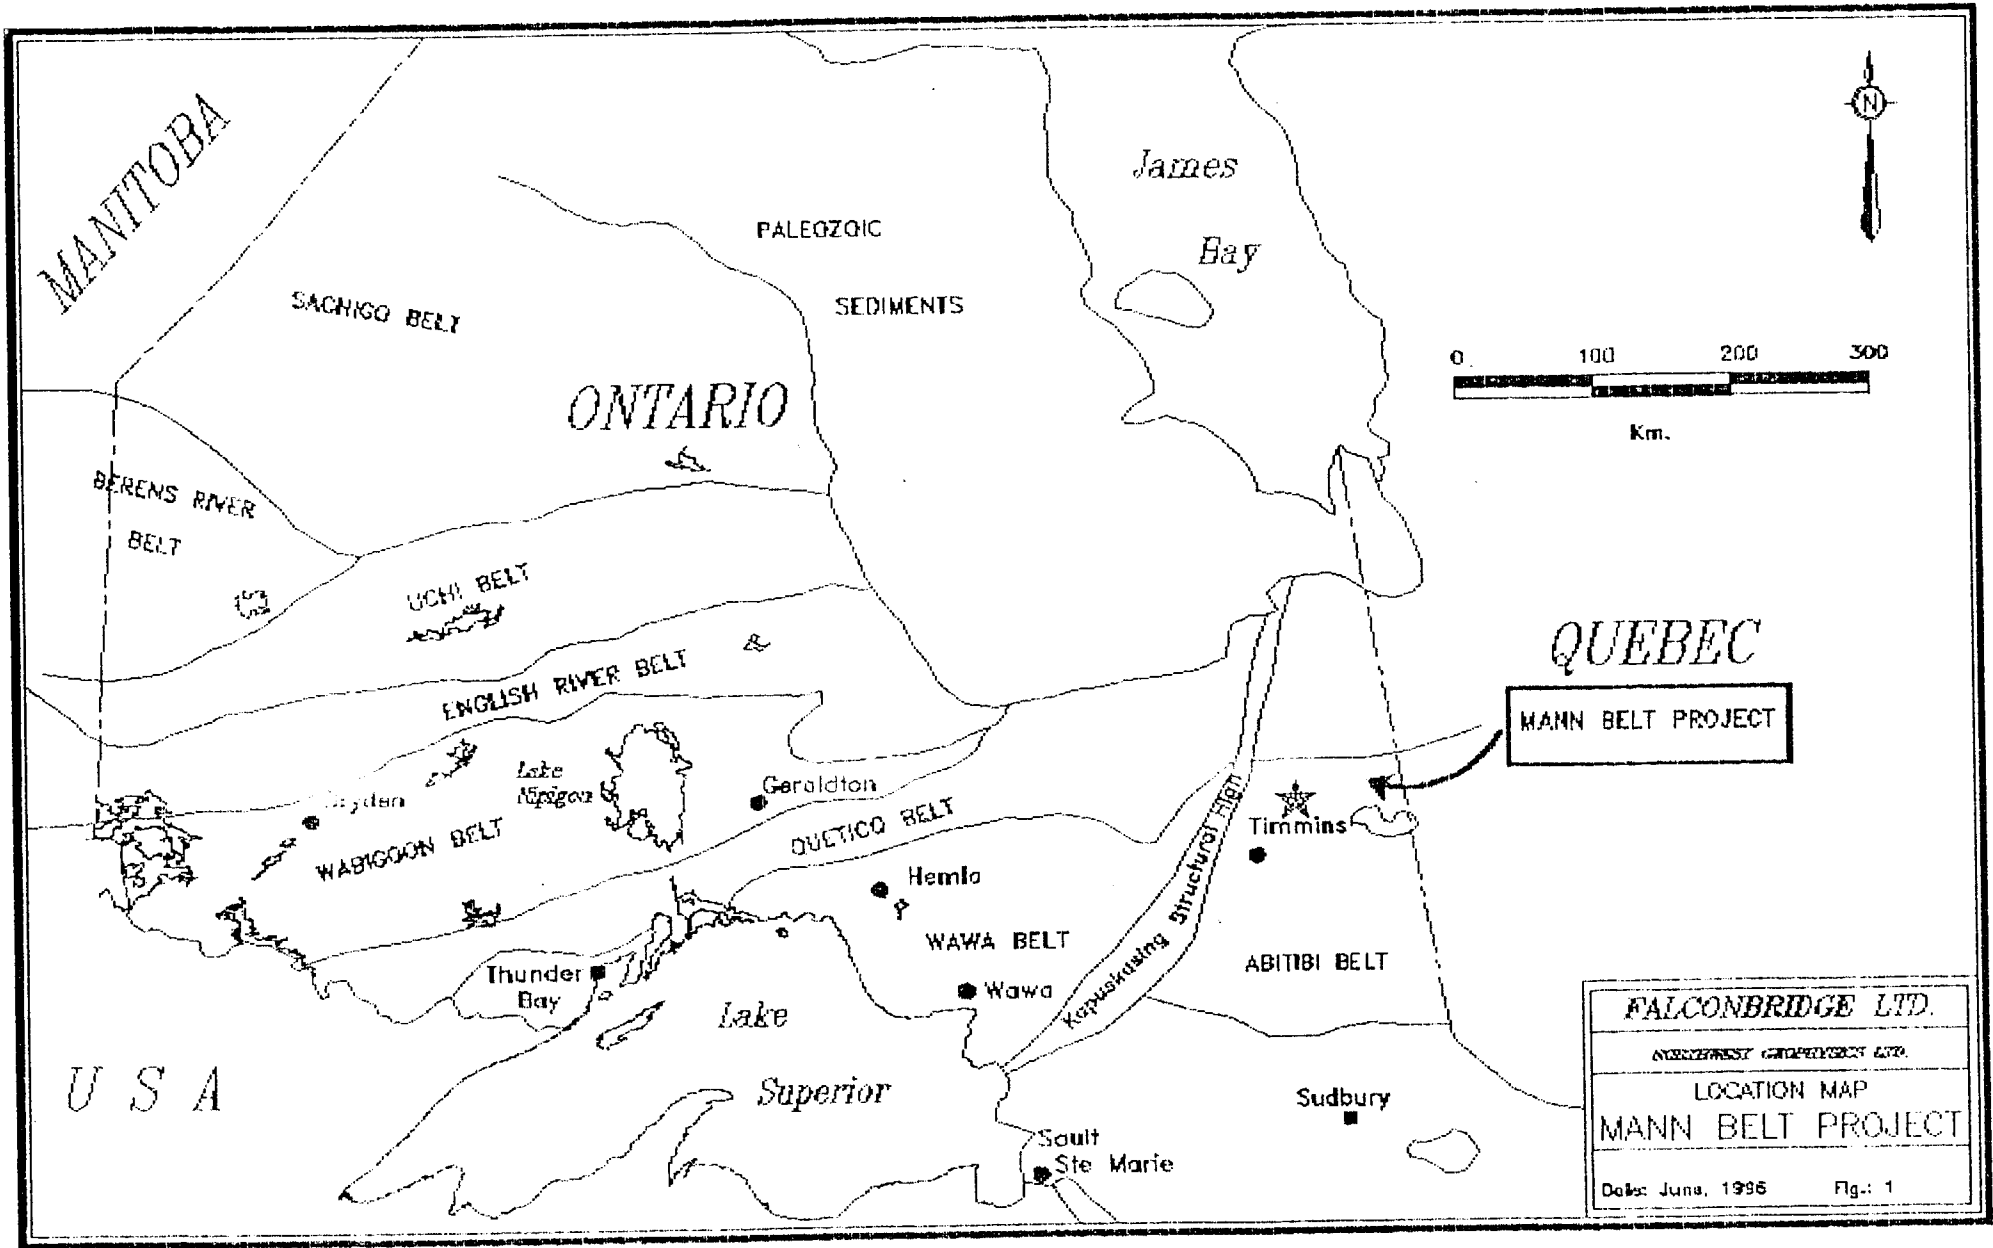 MANITOBA
N
James
Bay
PALEOZOIC
SEDIMENTS
SACHIGO BELT
0 100 200 300
Km.
ONTARIO
BERENS RIVER
BELT
UCHI BELT
QUEBEC
ENGLISH RIVER BELT
MANN BELT PROJECT
Lake
Nipigon
Geraldton
WABIGOON BELT
QUETICO BELT
Timmins
Hemlo
Kapuskasing Structural High
WAWA BELT
ABITIBI BELT
Thunder
Bay
Wawa
Lake
Superior
U S A
Sudbury
Sault
Ste Marie
FALCONBRIDGE LTD.
NORTHWEST GEOPHYSICS LTD.
LOCATION MAP
MANN BELT PROJECT
Date: June, 1996 Fig.: 1